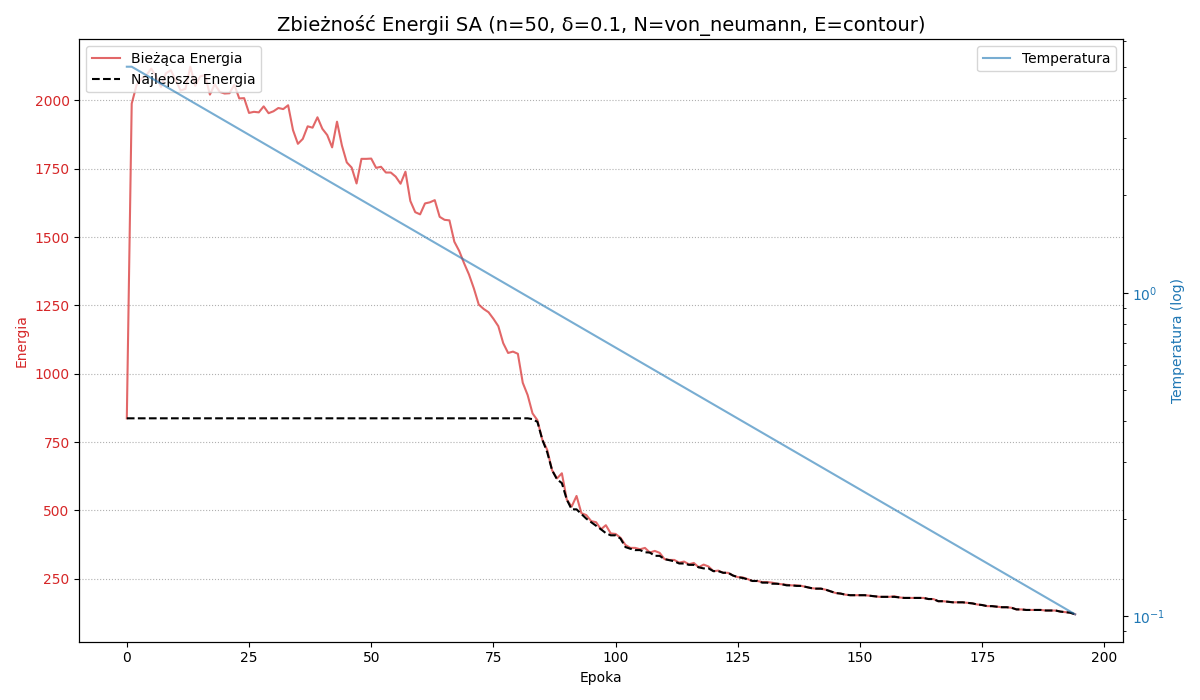 Zbieżność Energii SA (n=50, δ=0.1, N=von_neumann, E=contour)
Bieżąca Energia
Najlepsza Energia
Temperatura
2000
1750
1500
1250
1000
750
500
250
Energia
10⁰
10⁻¹
Temperatura (log)
0 25 50 75 100 125 150 175 200
Epoka